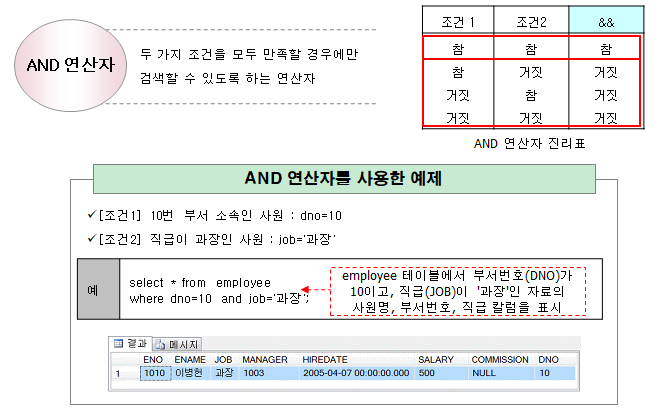 AND 연산자
두 가지 조건을 모두 만족할 경우에만
검색할 수 있도록 하는 연산자
조건 1 조건2 &&
참 참 참
참 거짓 거짓
거짓 참 거짓
거짓 거짓 거짓
AND 연산자 진리표
AND 연산자를 사용한 예제
✓[조건1] 10번 부서 소속인 사원 : dno=10
✓[조건2] 직급이 과장인 사원 : job='과장'
예
select * from employee
where dno=10 and job='과장';
employee 테이블에서 부서번호(DNO)가
10이고, 직급(JOB)이 '과장'인 자료의
사원명, 부서번호, 직급 칼럼을 표시
결과 메시지
ENO ENAME JOB MANAGER HIREDATE SALARY COMMISSION DNO
1 1010 이병헌 과장 1003 2005-04-07 00:00:00.000 500 NULL 10